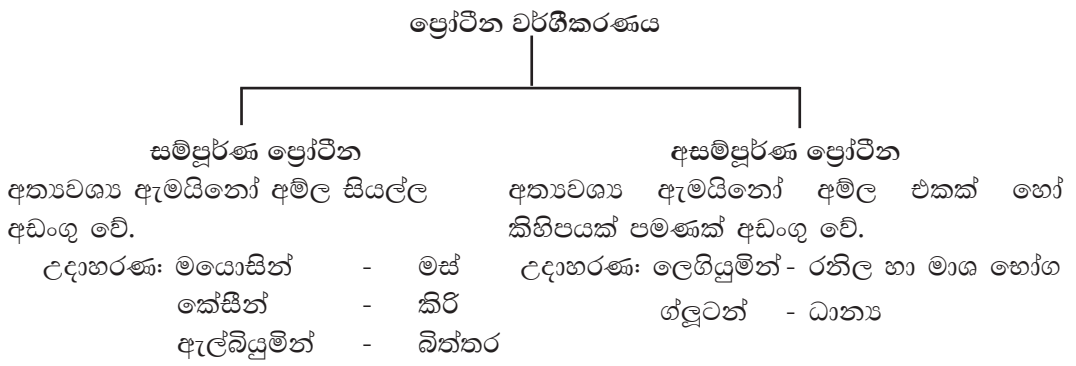 ප්‍රෝටීන වර්ගීකරණය
සම්පූර්ණ ප්‍රෝටීන
අත්‍යවශ්‍ය ඇමයිනෝ අම්ල සියල්ල
අඩංගු වේ.
උදාහරණ: මයොසින් - මස්
කේසීන් - කිරි
ඇල්බියුමින් - බිත්තර
අසම්පූර්ණ ප්‍රෝටීන
අත්‍යවශ්‍ය ඇමයිනෝ අම්ල එකක් හෝ
කිහිපයක් පමණක් අඩංගු වේ.
උදාහරණ: ලෙගියුමින් - රනිල හා මාශ භෝග
ග්ලූටන් - ධාන්‍ය